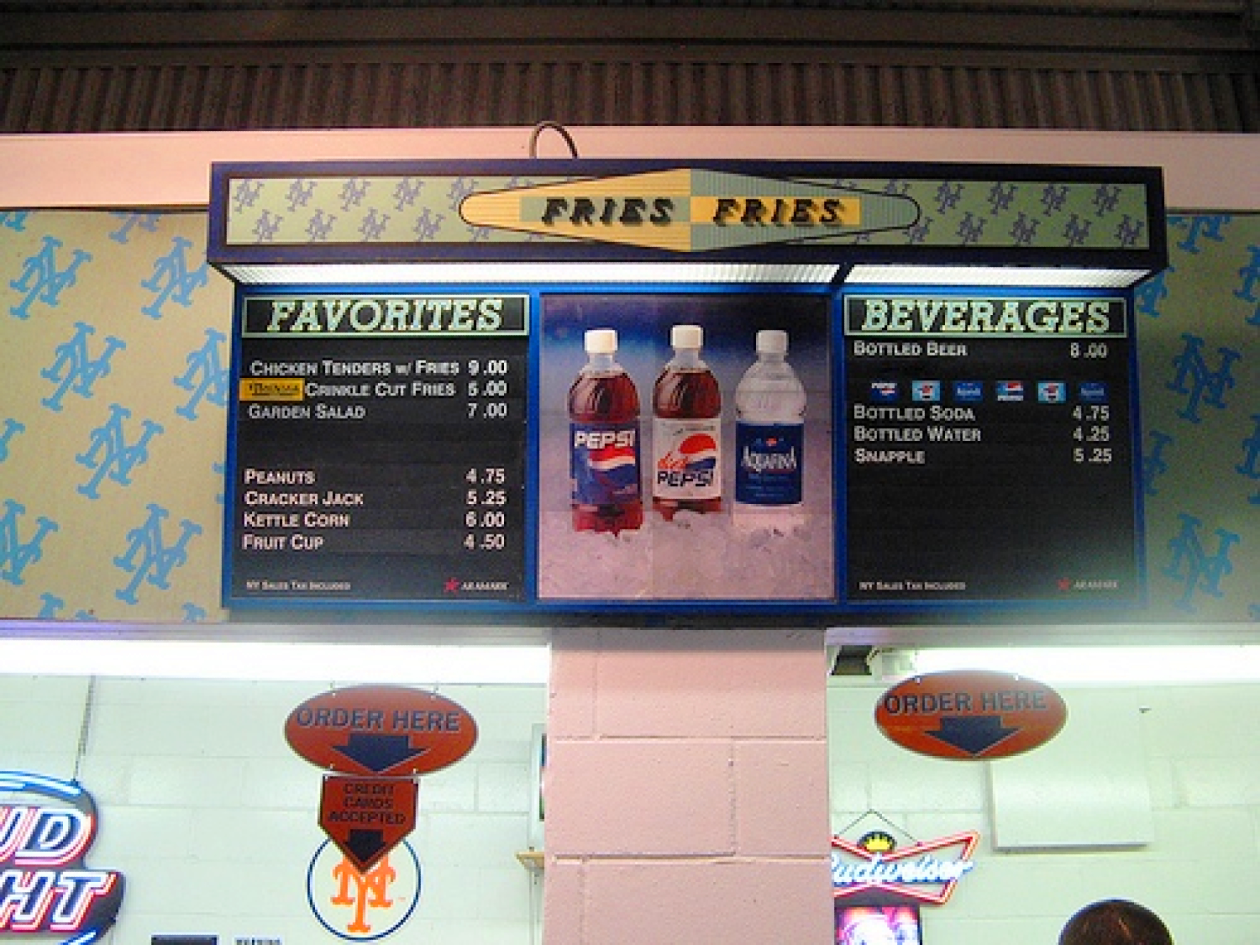 FRIES FRIES
FAVORITES
CHICKEN TENDERS w/ FRIES 9.00
CRINKLE CUT FRIES 5.00
GARDEN SALAD 7.00
PEANUTS 4.75
CRACKER JACK 5.25
KETTLE CORN 6.00
FRUIT CUP 4.50
NY SALES TAX INCLUDED
ARAMARK
PEPSI
diet PEPSI
AQUAFINA
BEVERAGES
BOTTLED BEER 8.00
BOTTLED SODA 4.75
BOTTLED WATER 4.25
SNAPPLE 5.25
NY SALES TAX INCLUDED
ARAMARK
ORDER HERE
CREDIT
CARDS
ACCEPTED
ORDER HERE
UD
HT
Budweiser